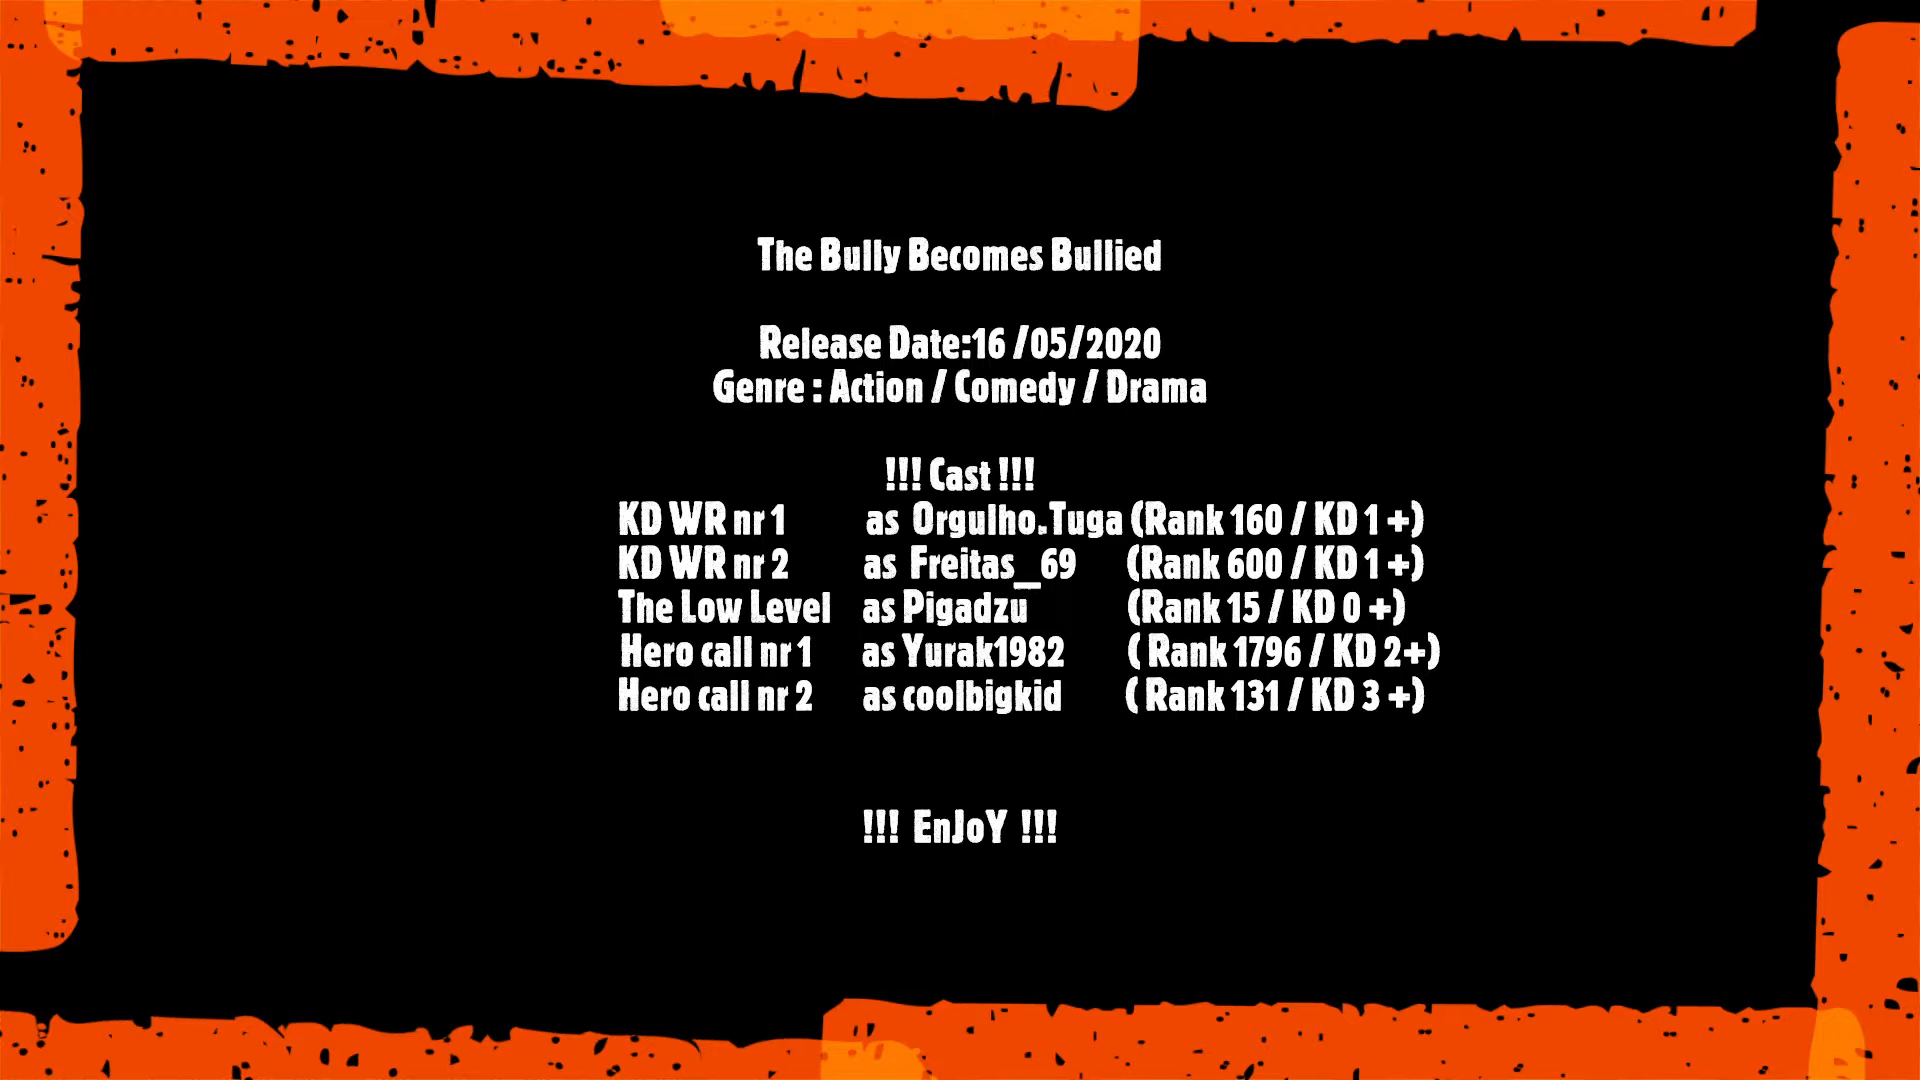 The Bully Becomes Bullied
Release Date:16 /05/2020
Genre : Action / Comedy / Drama
!!! Cast !!!
KD WR nr 1 as Orgulho.Tuga (Rank 160 / KD 1 +)
KD WR nr 2 as Freitas_69 (Rank 600 / KD 1 +)
The Low Level as Pigadzu (Rank 15 / KD 0 +)
Hero call nr 1 as Yurak1982 ( Rank 1796 / KD 2+)
Hero call nr 2 as coolbigkid ( Rank 131 / KD 3 +)
!!! EnJoY !!!